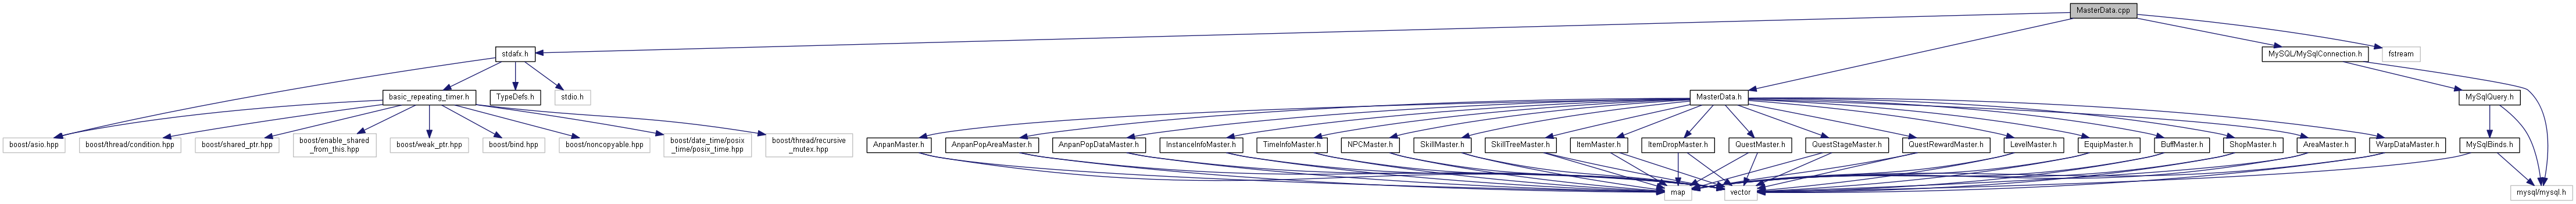 MasterData.cpp
stdafx.h
MySQL/MySqlConnection.h
fstream
basic_repeating_timer.h
TypeDefs.h
stdio.h
MasterData.h
MySqlQuery.h
boost/asio.hpp
boost/thread/condition.hpp
boost/shared_ptr.hpp
boost/enable_shared
_from_this.hpp
boost/weak_ptr.hpp
boost/bind.hpp
boost/noncopyable.hpp
boost/date_time/posix
_time/posix_time.hpp
boost/thread/recursive
_mutex.hpp
AnpanMaster.h
AnpanPopAreaMaster.h
AnpanPopDataMaster.h
InstanceInfoMaster.h
TimeInfoMaster.h
NPCMaster.h
SkillMaster.h
SkillTreeMaster.h
ItemMaster.h
ItemDropMaster.h
QuestMaster.h
QuestStageMaster.h
QuestRewardMaster.h
LevelMaster.h
EquipMaster.h
BuffMaster.h
ShopMaster.h
AreaMaster.h
WarpDataMaster.h
MySqlBinds.h
map
vector
mysql/mysql.h